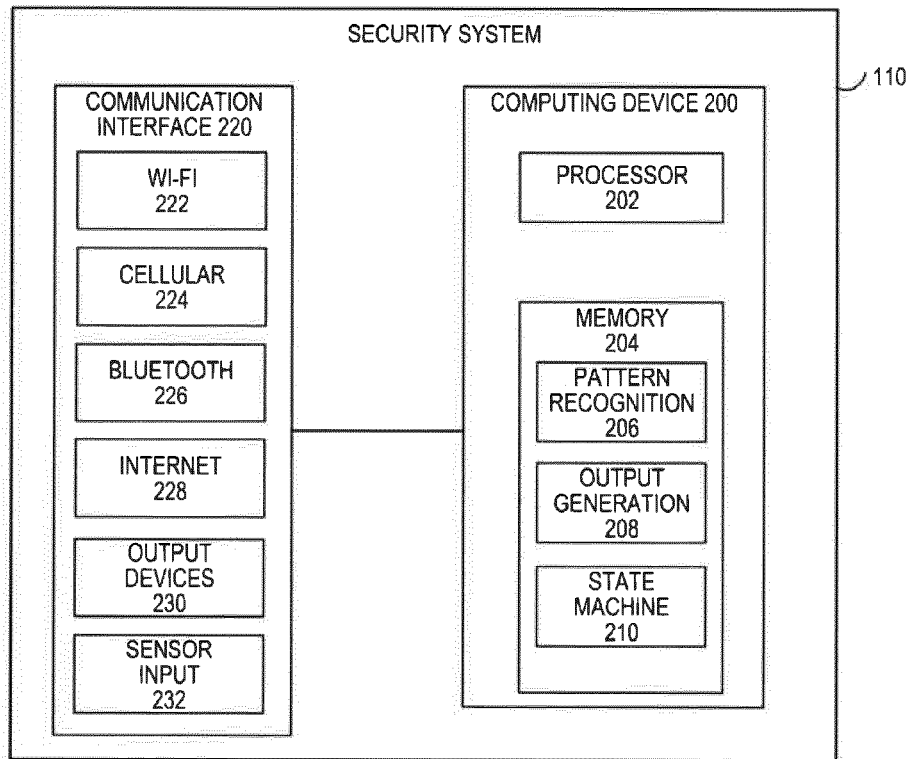 SECURITY SYSTEM
110
COMMUNICATION
INTERFACE 220
WI-FI
222
CELLULAR
224
BLUETOOTH
226
INTERNET
228
OUTPUT
DEVICES
230
SENSOR
INPUT
232
COMPUTING DEVICE 200
PROCESSOR
202
MEMORY
204
PATTERN
RECOGNITION
206
OUTPUT
GENERATION
208
STATE
MACHINE
210